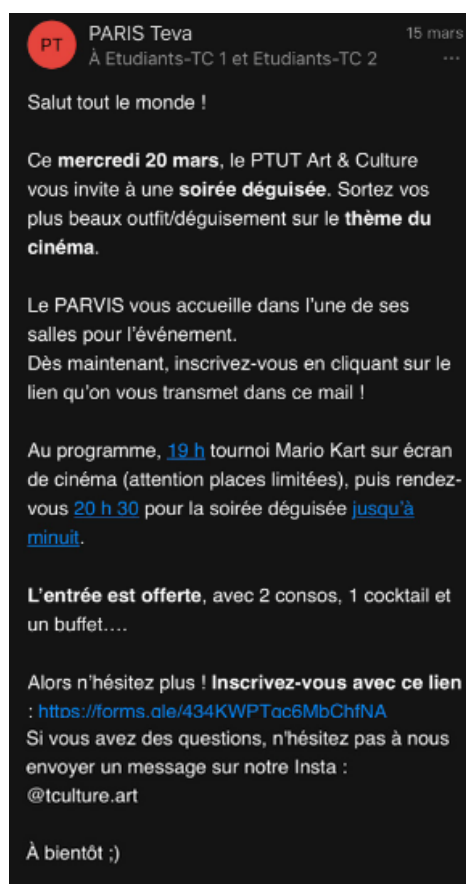 PT
PARIS Teva
15 mars
À Etudiants-TC 1 et Etudiants-TC 2
...
Salut tout le monde !
Ce mercredi 20 mars, le PTUT Art & Culture
vous invite à une soirée déguisée. Sortez vos
plus beaux outfit/déguisement sur le thème du
cinéma.
Le PARVIS vous accueille dans l'une de ses
salles pour l'événement.
Dès maintenant, inscrivez-vous en cliquant sur le
lien qu'on vous transmet dans ce mail !
Au programme, 19 h tournoi Mario Kart sur écran
de cinéma (attention places limitées), puis rendez-
vous 20 h 30 pour la soirée déguisée jusqu'à
minuit.
L'entrée est offerte, avec 2 consos, 1 cocktail et
un buffet....
Alors n'hésitez plus ! Inscrivez-vous avec ce lien
: https://forms.gle/434KWPTgc6MbChfNA
Si vous avez des questions, n'hésitez pas à nous
envoyer un message sur notre Insta :
@tculture.art
À bientôt ;)